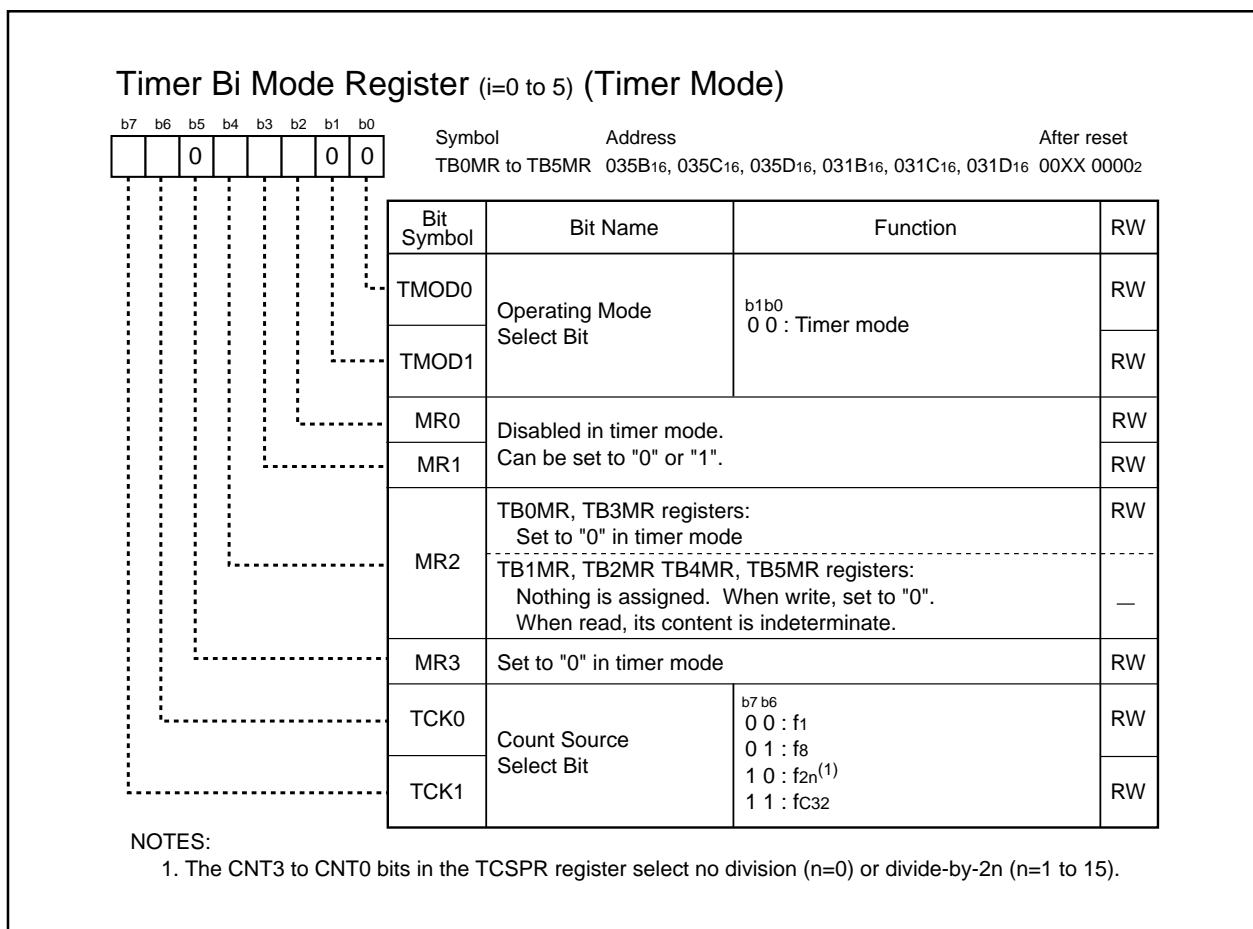 Timer Bi Mode Register (i=0 to 5) (Timer Mode)
b7 b6 b5 b4 b3 b2 b1 b0
0 0 0
Symbol Address After reset
TB0MR to TB5MR 035B16, 035C16, 035D16, 031B16, 031C16, 031D16 00XX 00002
Bit Symbol Bit Name Function RW
TMOD0 RW
Operating Mode
Select Bit
b1b0
0 0 : Timer mode
TMOD1 RW
MR0 RW
Disabled in timer mode.
Can be set to "0" or "1".
MR1 RW
MR2
TB0MR, TB3MR registers: RW
Set to "0" in timer mode
TB1MR, TB2MR TB4MR, TB5MR registers:
Nothing is assigned. When write, set to "0". —
When read, its content is indeterminate.
MR3 Set to "0" in timer mode RW
TCK0 RW
Count Source
Select Bit
b7 b6
0 0 : f1
0 1 : f8
1 0 : f2n(1)
1 1 : fC32
TCK1 RW
NOTES:
1. The CNT3 to CNT0 bits in the TCSPR register select no division (n=0) or divide-by-2n (n=1 to 15).